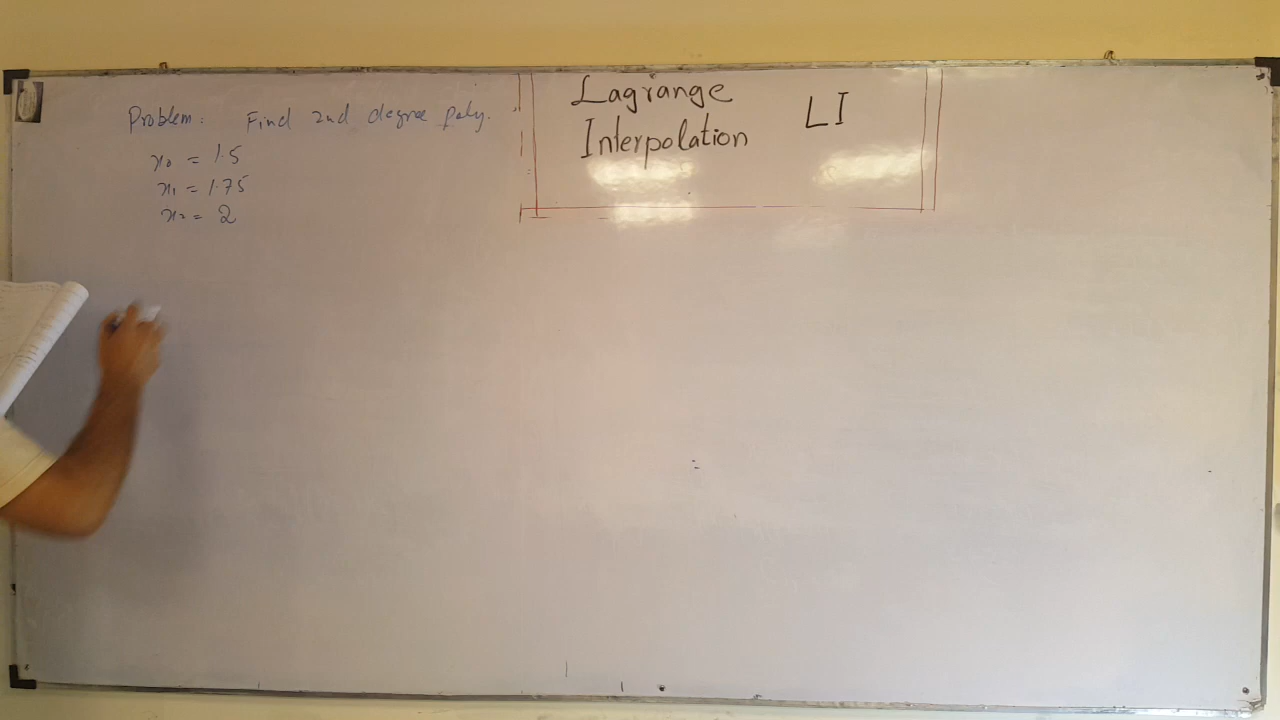 Problem: Find 2nd degree poly.
x₀ = 1.5
x₁ = 1.75
x₂ = 2
Lagrange
Interpolation
LI